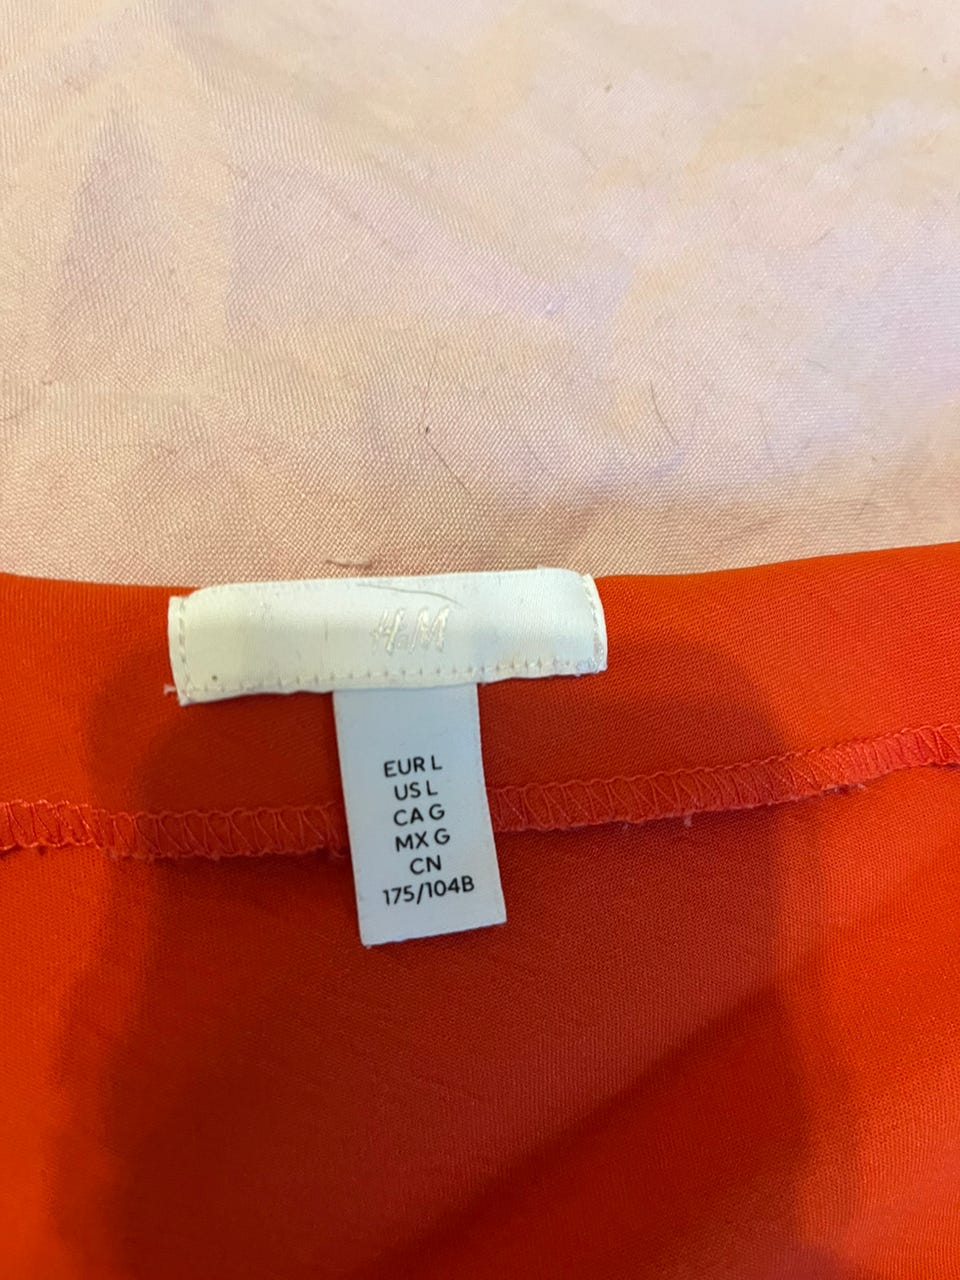 H&M
EUR L
US L
CA G
MX G
CN
175/104B